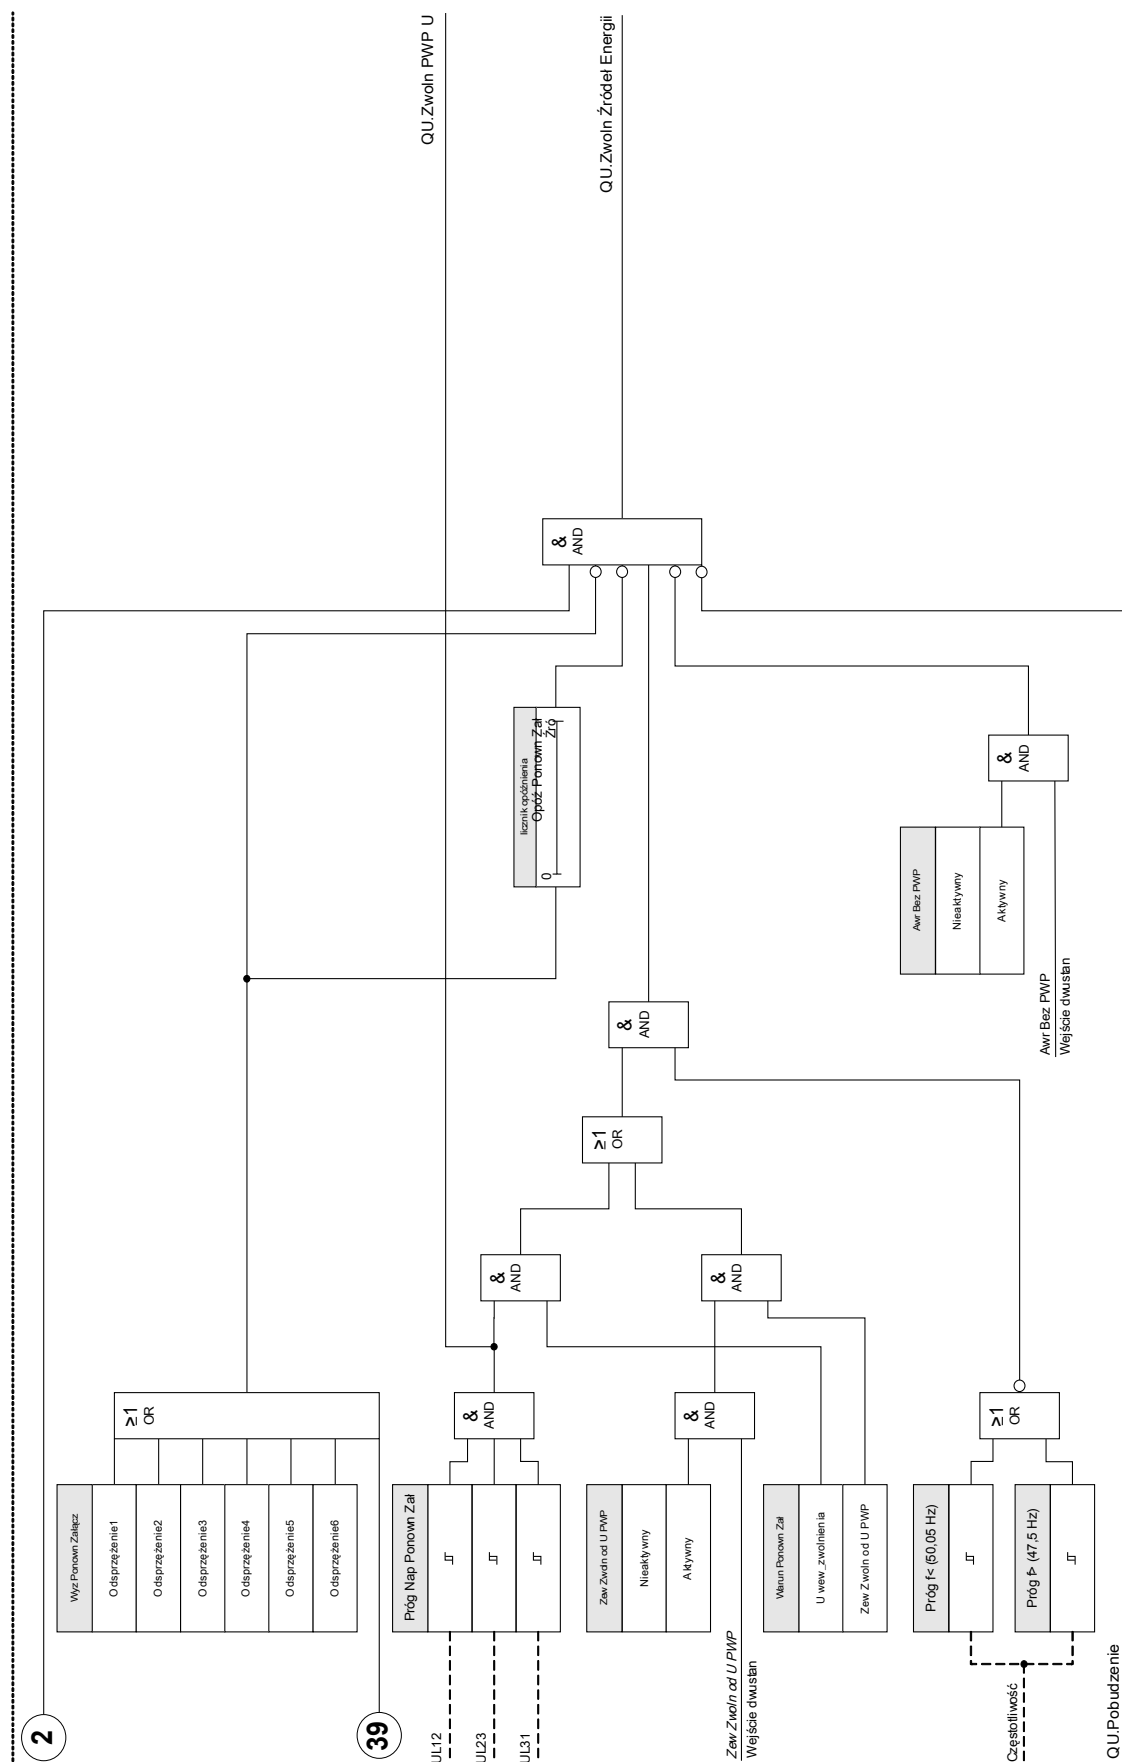 2
Wyz Ponown Załącz
Odsprzężenie1
Odsprzężenie2
Odsprzężenie3
Odsprzężenie4
Odsprzężenie5
Odsprzężenie6
≥1
OR
39
QU.Zwoln PWP U
QU.Zwoln Źródeł Energii
UL12
UL23
UL31
Próg Nap Ponown Zał
&
AND
&
AND
Zew Zwoln od U PWP
Wejście dwustan
Zew Zwoln od U PWP
Nieaktywny
Aktywny
&
AND
&
AND
Warun Ponown Zał
U wew_zwolnienia
Zew Zwoln od U PWP
≥1
OR
&
AND
licznik opóźnienia
Opóź Ponown Zał
Źró
0
&
AND
Awr Bez PWP
Nieaktywny
Aktywny
Awr Bez PWP
Wejście dwustan
&
AND
Częstotliwość
Próg f< (50,05 Hz)
Próg f> (47,5 Hz)
≥1
OR
QU.Pobudzenie